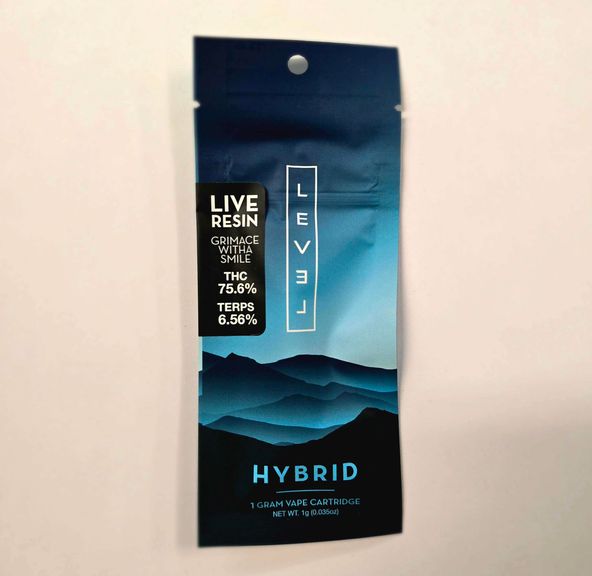 LEVEL
LIVE
RESIN
GRIMACE
WITH A
SMILE
THC
75.6%
TERPS
6.56%
HYBRID
1 GRAM VAPE CARTRIDGE
NET WT. 1g (0.035oz)